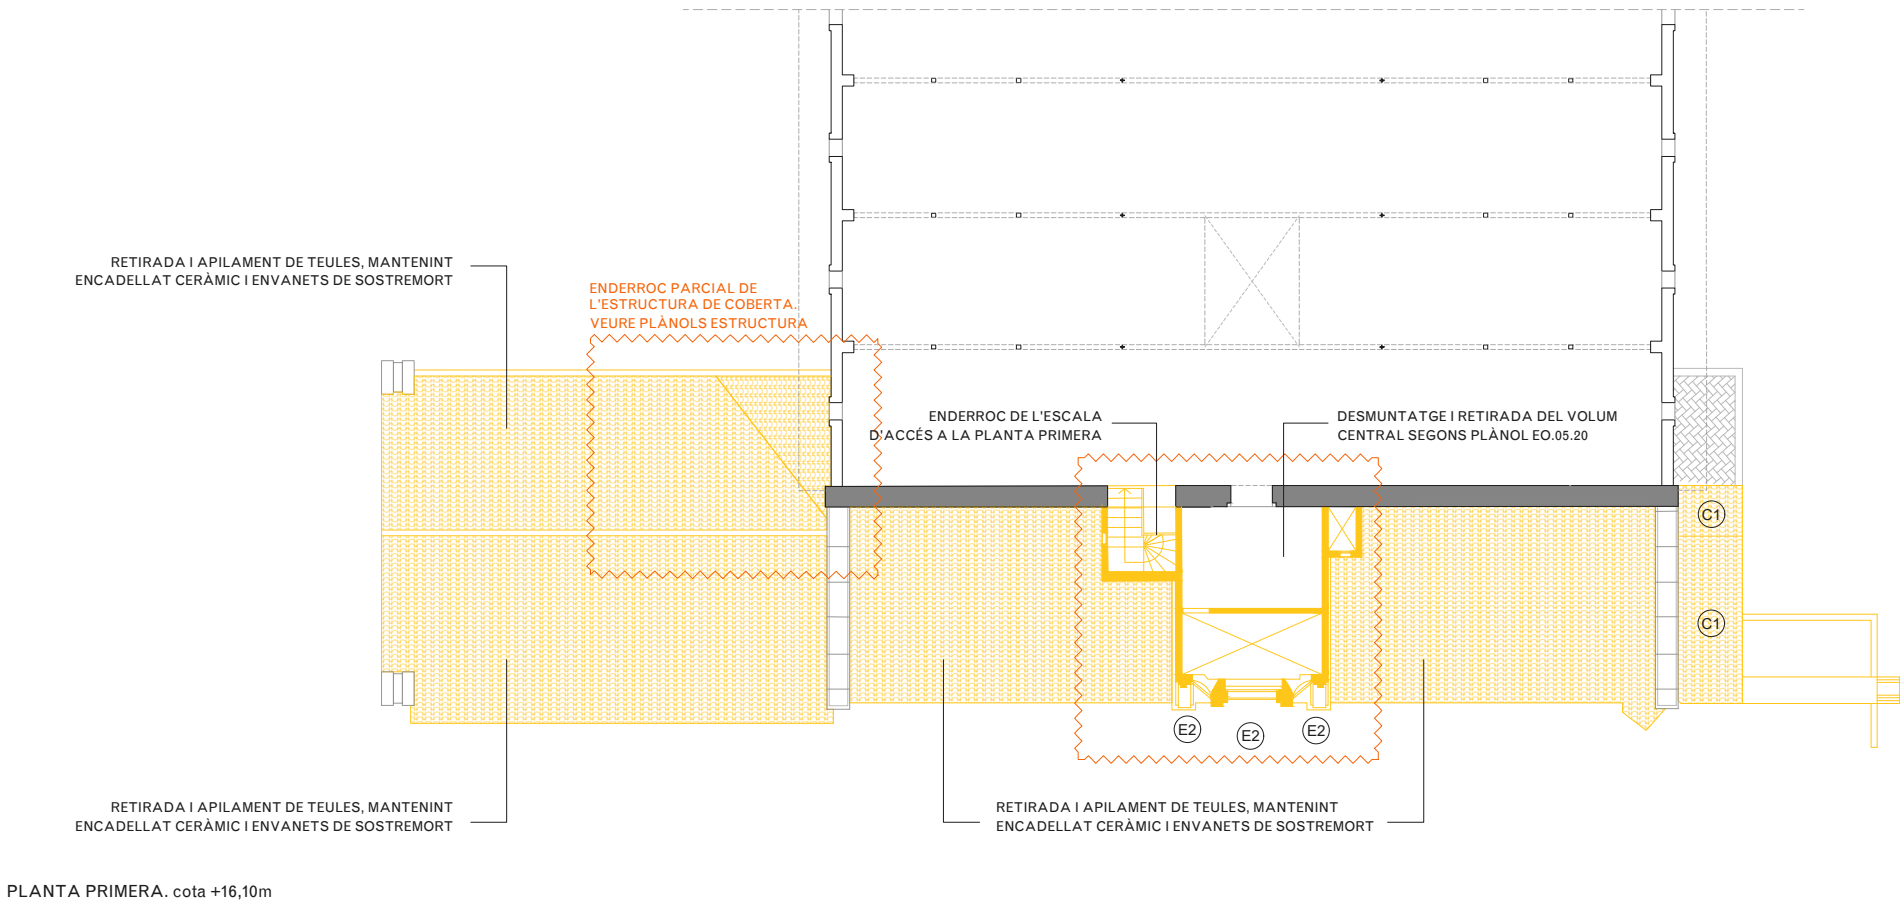 RETIRADA I APILAMENT DE TEULES, MANTENINT
ENCADELLAT CERÀMIC I ENVANETS DE SOSTREMORT
ENDERROC PARCIAL DE
L'ESTRUCTURA DE COBERTA.
VEURE PLÀNOLS ESTRUCTURA
ENDERROC DE L'ESCALA
D'ACCÉS A LA PLANTA PRIMERA
DESMUNTATGE I RETIRADA DEL VOLUM
CENTRAL SEGONS PLÀNOL EO.05.20
C1
C1
E2
E2
E2
RETIRADA I APILAMENT DE TEULES, MANTENINT
ENCADELLAT CERÀMIC I ENVANETS DE SOSTREMORT
RETIRADA I APILAMENT DE TEULES, MANTENINT
ENCADELLAT CERÀMIC I ENVANETS DE SOSTREMORT
PLANTA PRIMERA. cota +16,10m